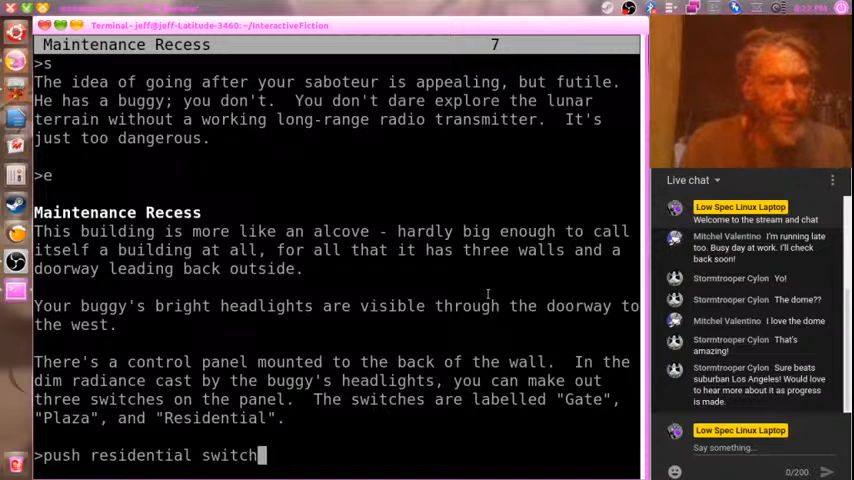 Terminal - jeff@jeff-Latitude-3460:~/InteractiveFiction
8:23 PM
Maintenance Recess 7
>s
The idea of going after your saboteur is appealing, but futile.
He has a buggy; you don't.  You don't dare explore the lunar
terrain without a working long-range radio transmitter.  It's
just too dangerous.
>e
Maintenance Recess
This building is more like an alcove - hardly big enough to call
itself a building at all, for all that it has three walls and a
doorway leading back outside.
Your buggy's bright headlights are visible through the doorway to
the west.
There's a control panel mounted to the back of the wall.  In the
dim radiance cast by the buggy's headlights, you can make out
three switches on the panel.  The switches are labelled "Gate",
"Plaza", and "Residential".
>push residential switch
Live chat
Low Spec Linux Laptop
Welcome to the stream and chat
Mitchel Valentino I'm running late
too. Busy day at work. I'll check
back soon!
Stormtrooper Cylon Yo!
Stormtrooper Cylon The dome??
Mitchel Valentino I love the dome
Stormtrooper Cylon That's
amazing!
Stormtrooper Cylon Sure beats
suburban Los Angeles! Would love
to hear more about it as progress
is made.
Low Spec Linux Laptop
Say something...
0/200